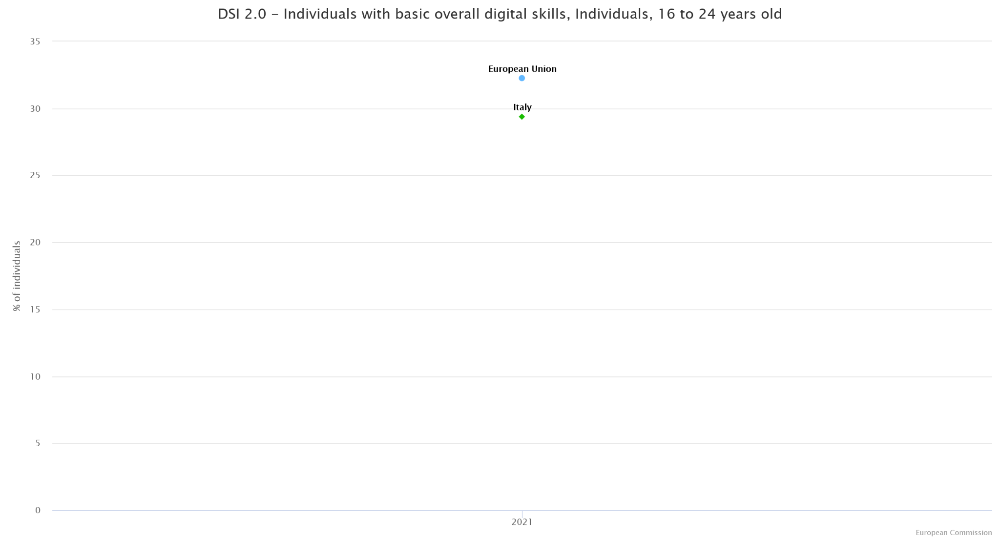 DSI 2.0 – Individuals with basic overall digital skills, Individuals, 16 to 24 years old
35
European Union
30
Italy
25
20
% of individuals
15
10
5
0
2021
European Commission